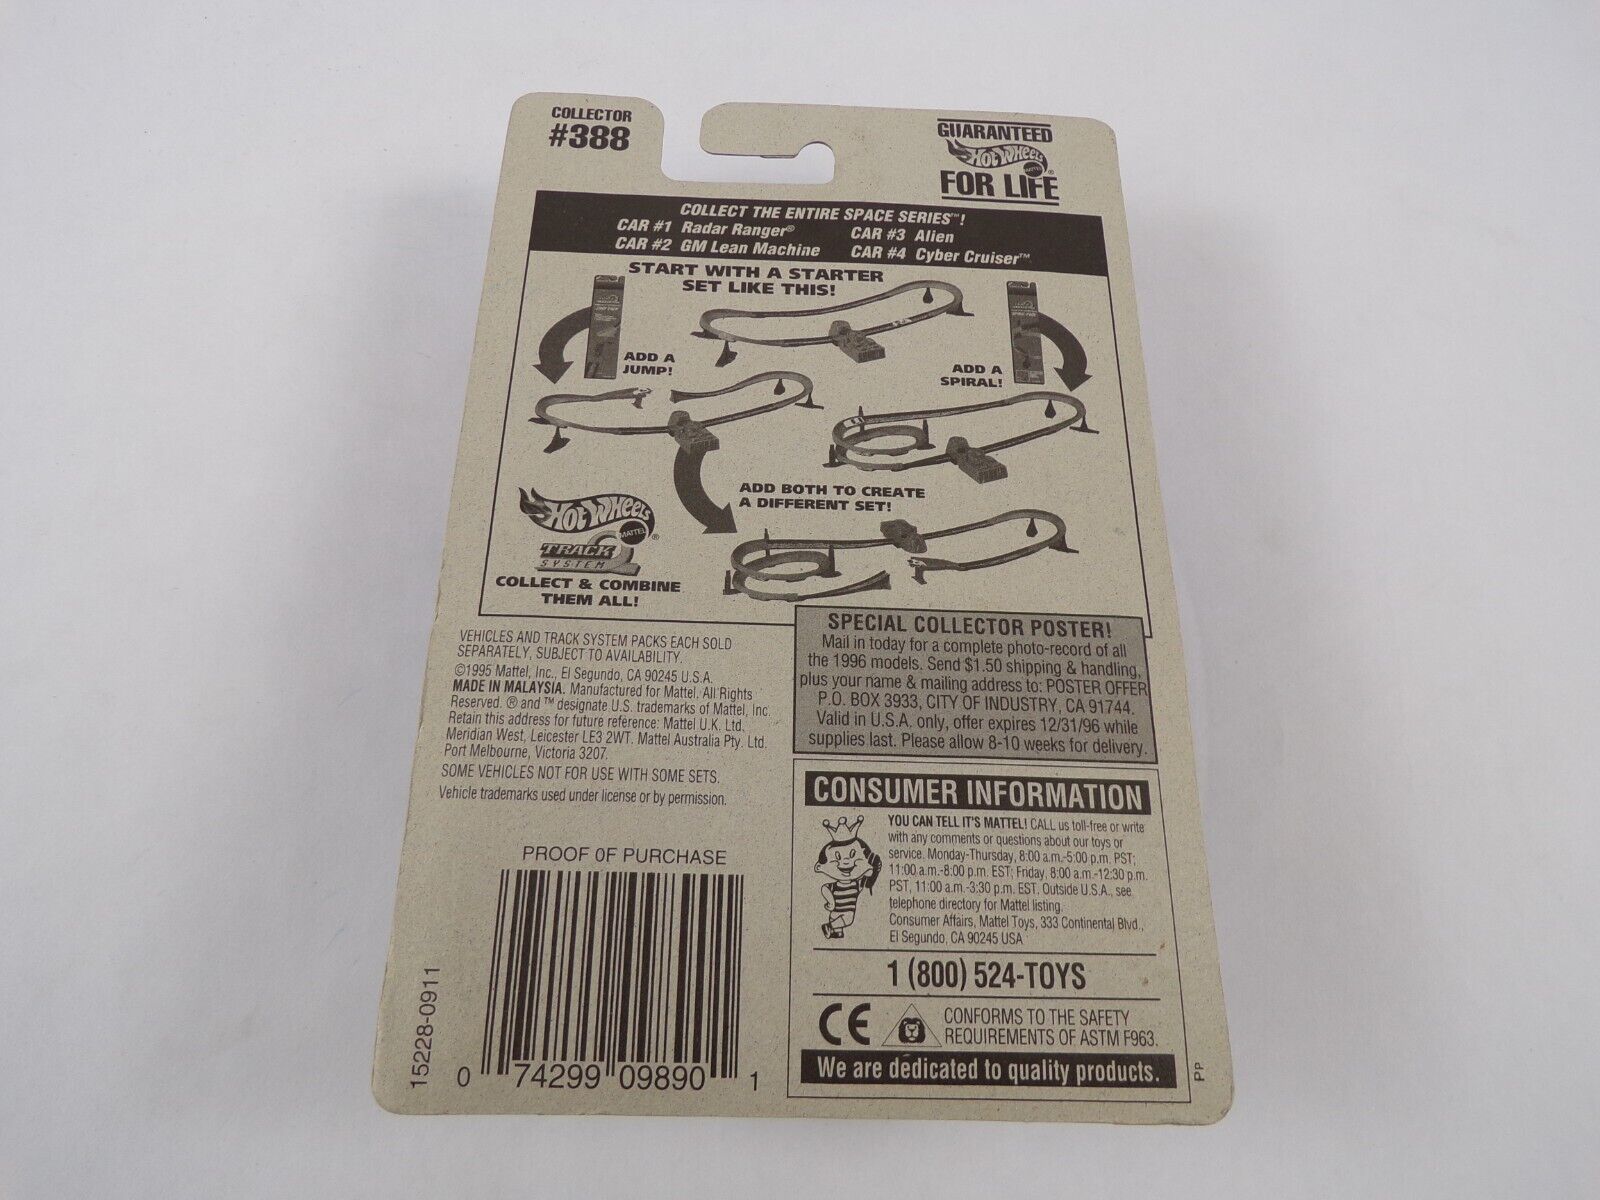 COLLECTOR
#388
GUARANTEED
HOT WHEELS
MATTEL ®
FOR LIFE
COLLECT THE ENTIRE SPACE SERIES™!
CAR #1 Radar Ranger®
CAR #2 GM Lean Machine
CAR #3 Alien
CAR #4 Cyber Cruiser™
START WITH A STARTER
SET LIKE THIS!
ADD A
JUMP!
ADD A
SPIRAL!
ADD BOTH TO CREATE
A DIFFERENT SET!
HOT WHEELS
MATTEL ®
TRACK
SYSTEM
COLLECT & COMBINE
THEM ALL!
VEHICLES AND TRACK SYSTEM PACKS EACH SOLD
SEPARATELY, SUBJECT TO AVAILABILITY.
©1995 Mattel, Inc., El Segundo, CA 90245 U.S.A.
MADE IN MALAYSIA. Manufactured for Mattel. All Rights
Reserved. ® and ™ designate U.S. trademarks of Mattel, Inc.
Retain this address for future reference: Mattel U.K. Ltd.
Meridian West, Leicester LE3 2WT. Mattel Australia Pty. Ltd.
Port Melbourne, Victoria 3207.
SOME VEHICLES NOT FOR USE WITH SOME SETS.
Vehicle trademarks used under license or by permission.
SPECIAL COLLECTOR POSTER!
Mail in today for a complete photo-record of all
the 1996 models. Send $1.50 shipping & handling,
plus your name & mailing address to: POSTER OFFER
P.O. BOX 3933, CITY OF INDUSTRY, CA 91744.
Valid in U.S.A. only, offer expires 12/31/96 while
supplies last. Please allow 8-10 weeks for delivery.
CONSUMER INFORMATION
YOU CAN TELL IT'S MATTEL! CALL us toll-free or write
with any comments or questions about our toys or
service. Monday-Thursday, 8:00 a.m.-5:00 p.m. PST;
11:00 a.m.-8:00 p.m. EST; Friday, 8:00 a.m.-12:30 p.m.
PST, 11:00 a.m.-3:30 p.m. EST. Outside U.S.A., see
telephone directory for Mattel listing.
Consumer Affairs, Mattel Toys, 333 Continental Blvd.,
El Segundo, CA 90245 USA
1 (800) 524-TOYS
CE
CONFORMS TO THE SAFETY
REQUIREMENTS OF ASTM F963.
We are dedicated to quality products.
PP
PROOF OF PURCHASE
15228-0911
0 74299 09890 1